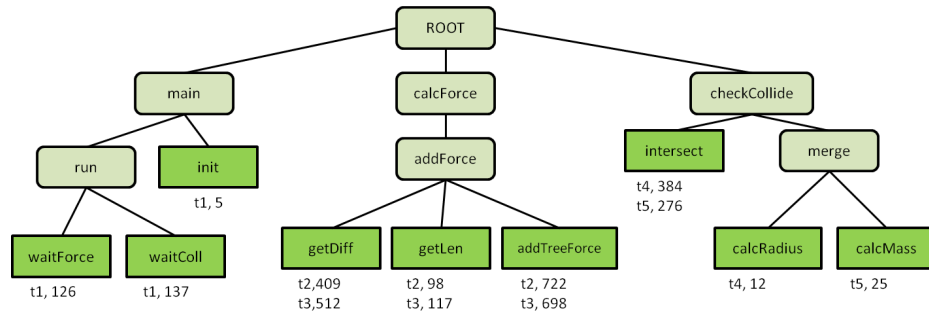 ROOT
main
calcForce
checkCollide
run
init
addForce
intersect
merge
t1, 5
t4, 384
t5, 276
waitForce
waitColl
getDiff
getLen
addTreeForce
calcRadius
calcMass
t1, 126
t1, 137
t2,409
t3,512
t2, 98
t3, 117
t2, 722
t3, 698
t4, 12
t5, 25